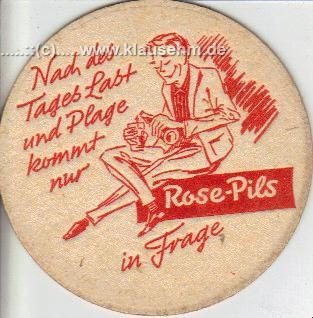 .....::(c).... www.klausehm.de ::.....
Nach des
Tages Last
und Plage
kommt
nur
Rose-Pils
in Frage